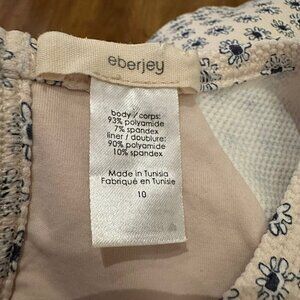 eberjey
body / corps:
93% polyamide
7% spandex
liner / doublure:
90% polyamide
10% spandex
Made in Tunisia
Fabriqué en Tunisie
10